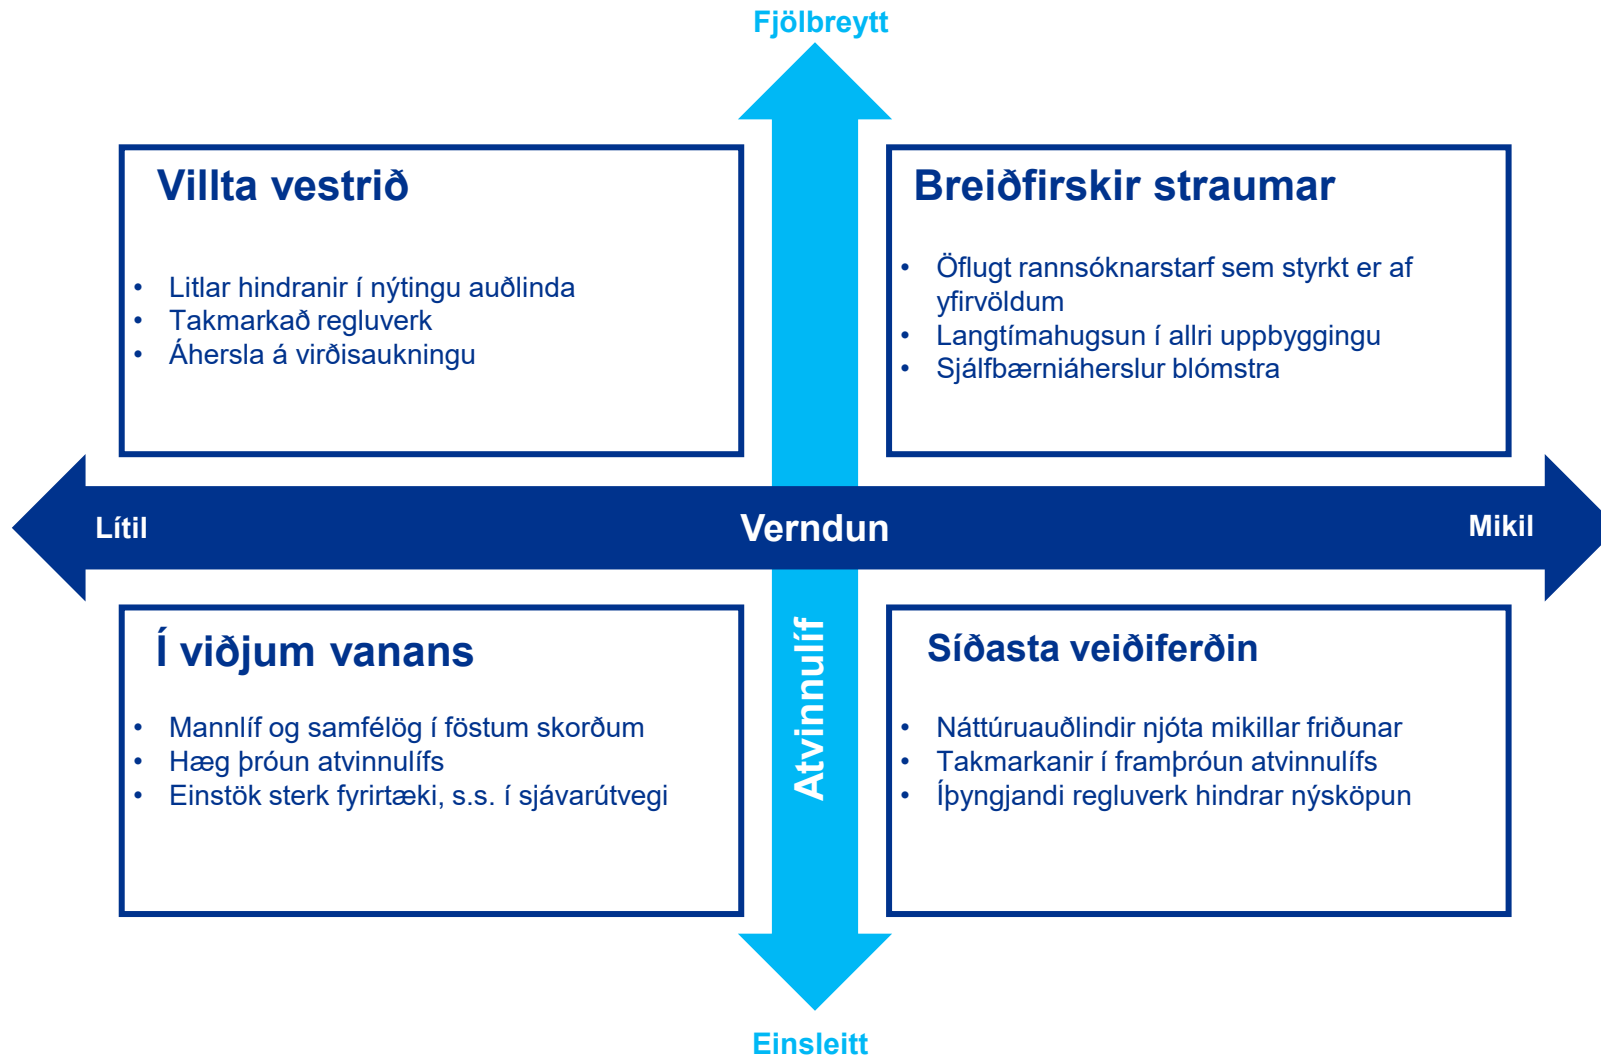 Fjölbreytt
Villta vestrið
• Litlar hindranir í nýtingu auðlinda
• Takmarkað regluverk
• Áhersla á virðisaukningu
Breiðfirskir straumar
• Öflugt rannsóknarstarf sem styrkt er af
yfirvöldum
• Langtímahugsun í allri uppbyggingu
• Sjálfbærniáherslur blómstra
Lítil
Verndun
Mikil
Í viðjum vanans
• Mannlíf og samfélög í föstum skorðum
• Hæg þróun atvinnulífs
• Einstök sterk fyrirtæki, s.s. í sjávarútvegi
Atvinnulíf
Síðasta veiðiferðin
• Náttúruauðlindir njóta mikillar friðunar
• Takmarkanir í framþróun atvinnulífs
• Íþyngjandi regluverk hindrar nýsköpun
Einsleitt